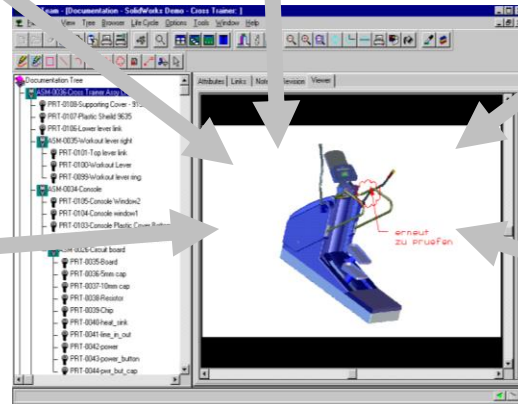 - [Documentation - SolidWorks Demo - Cross Trainer: ]
View Tree Browser Life Cycle Options Tools Window Help
Documentation Tree
ASM-0036-Cross Trainer Assy
PRT-0108-Supporting Cover -
PRT-0107-Plastic Sheild 9635
PRT-0106-Lower lever link
ASM-0035-Workout lever right
PRT-0101-Top lever link
PRT-0100-Workout Lever
PRT-0099-Workout lever ring
ASM-0034-Console
PRT-0105-Console Window2
PRT-0104-Console window1
PRT-0103-Console Plastic Cover
ASM-0026-Circuit board
PRT-0035-Board
PRT-0036-5mm cap
PRT-0037-10mm cap
PRT-0038-Resistor
PRT-0039-Chip
PRT-0040-heat_sink
PRT-0041-line_in_out
PRT-0042-power
PRT-0043-power_button
PRT-0044-pwr_but_cap
Attributes Links Viewer
erneut
zu pruefen